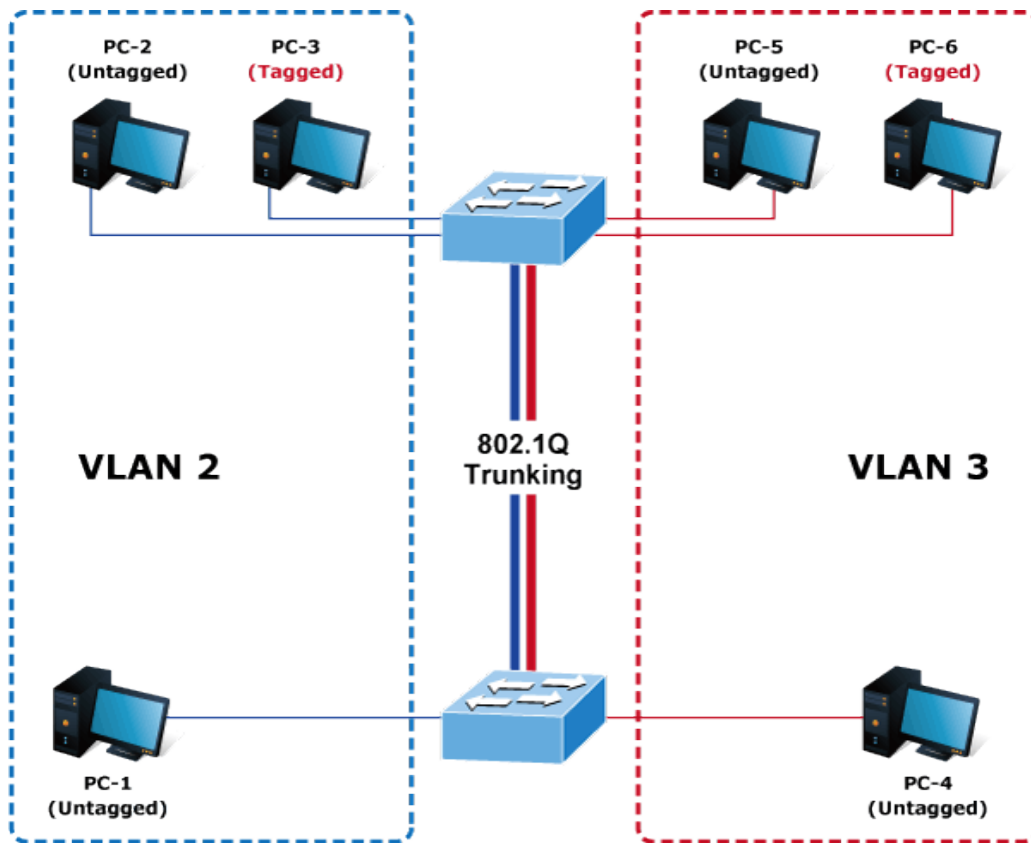 PC-2
(Untagged)
PC-3
(Tagged)
PC-5
(Untagged)
PC-6
(Tagged)
802.1Q
Trunking
VLAN 2
VLAN 3
PC-1
(Untagged)
PC-4
(Untagged)